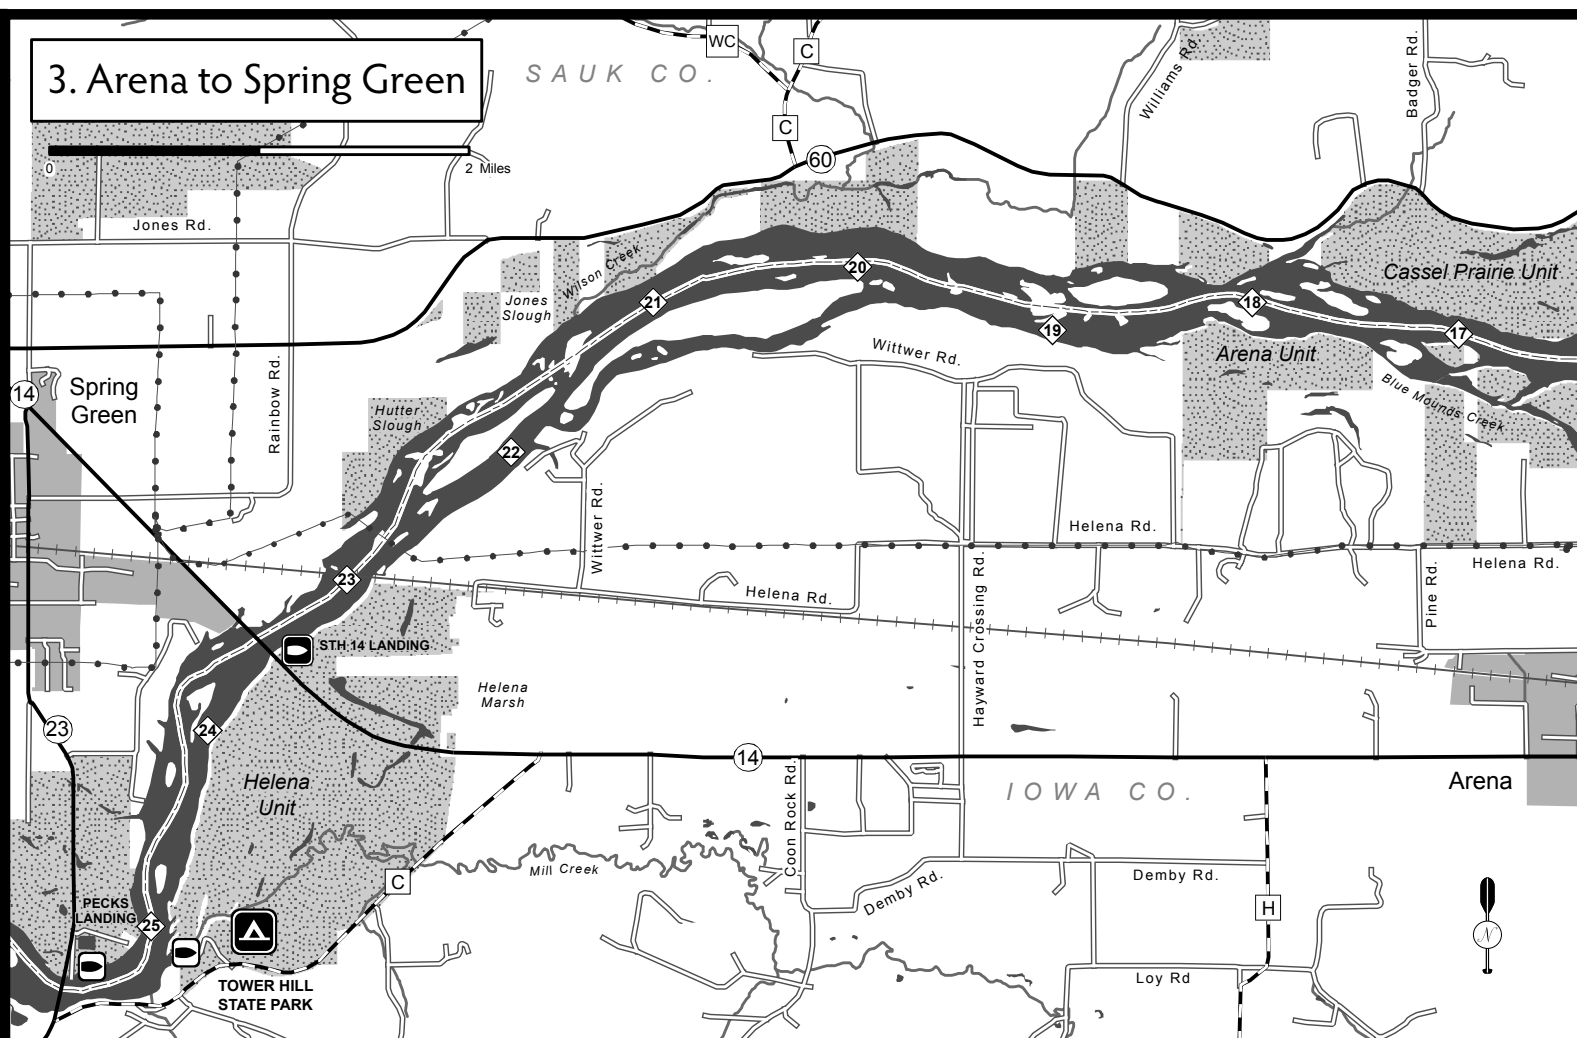 3. Arena to Spring Green
0
2 Miles
SAUK CO.
WC
C
C
60
Williams Rd.
Badger Rd.
Jones Rd.
Wilson Creek
Jones
Slough
Cassel Prairie Unit
21
20
19
18
17
Arena Unit
Wittwer Rd.
Blue Mounds Creek
14
Spring
Green
Rainbow Rd.
Hutter
Slough
22
Wittwer Rd.
Helena Rd.
Helena Rd.
Helena Rd.
Hayward Crossing Rd.
Pine Rd.
23
STH 14 LANDING
Helena
Marsh
23
24
14
Helena
Unit
Coon Rock Rd.
IOWA CO.
Arena
Mill Creek
C
Demby Rd.
Demby Rd.
H
PECKS
LANDING
25
N
TOWER HILL
STATE PARK
Loy Rd